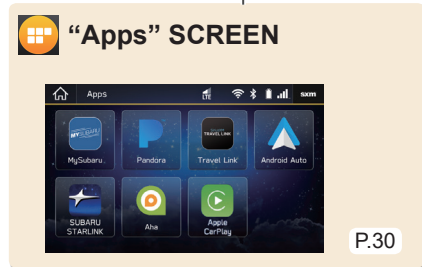 “Apps” SCREEN
Apps LTE sxm
MYSUBARU TRAVEL LINK
MySubaru Pandora Travel Link Android Auto
SUBARU
STARLINK Aha Apple
CarPlay
P.30